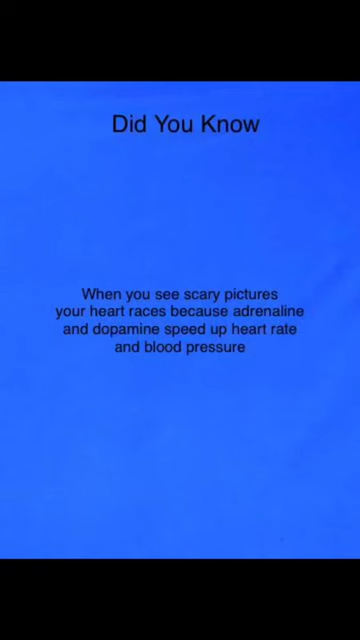 Did You Know
When you see scary pictures
your heart races because adrenaline
and dopamine speed up heart rate
and blood pressure